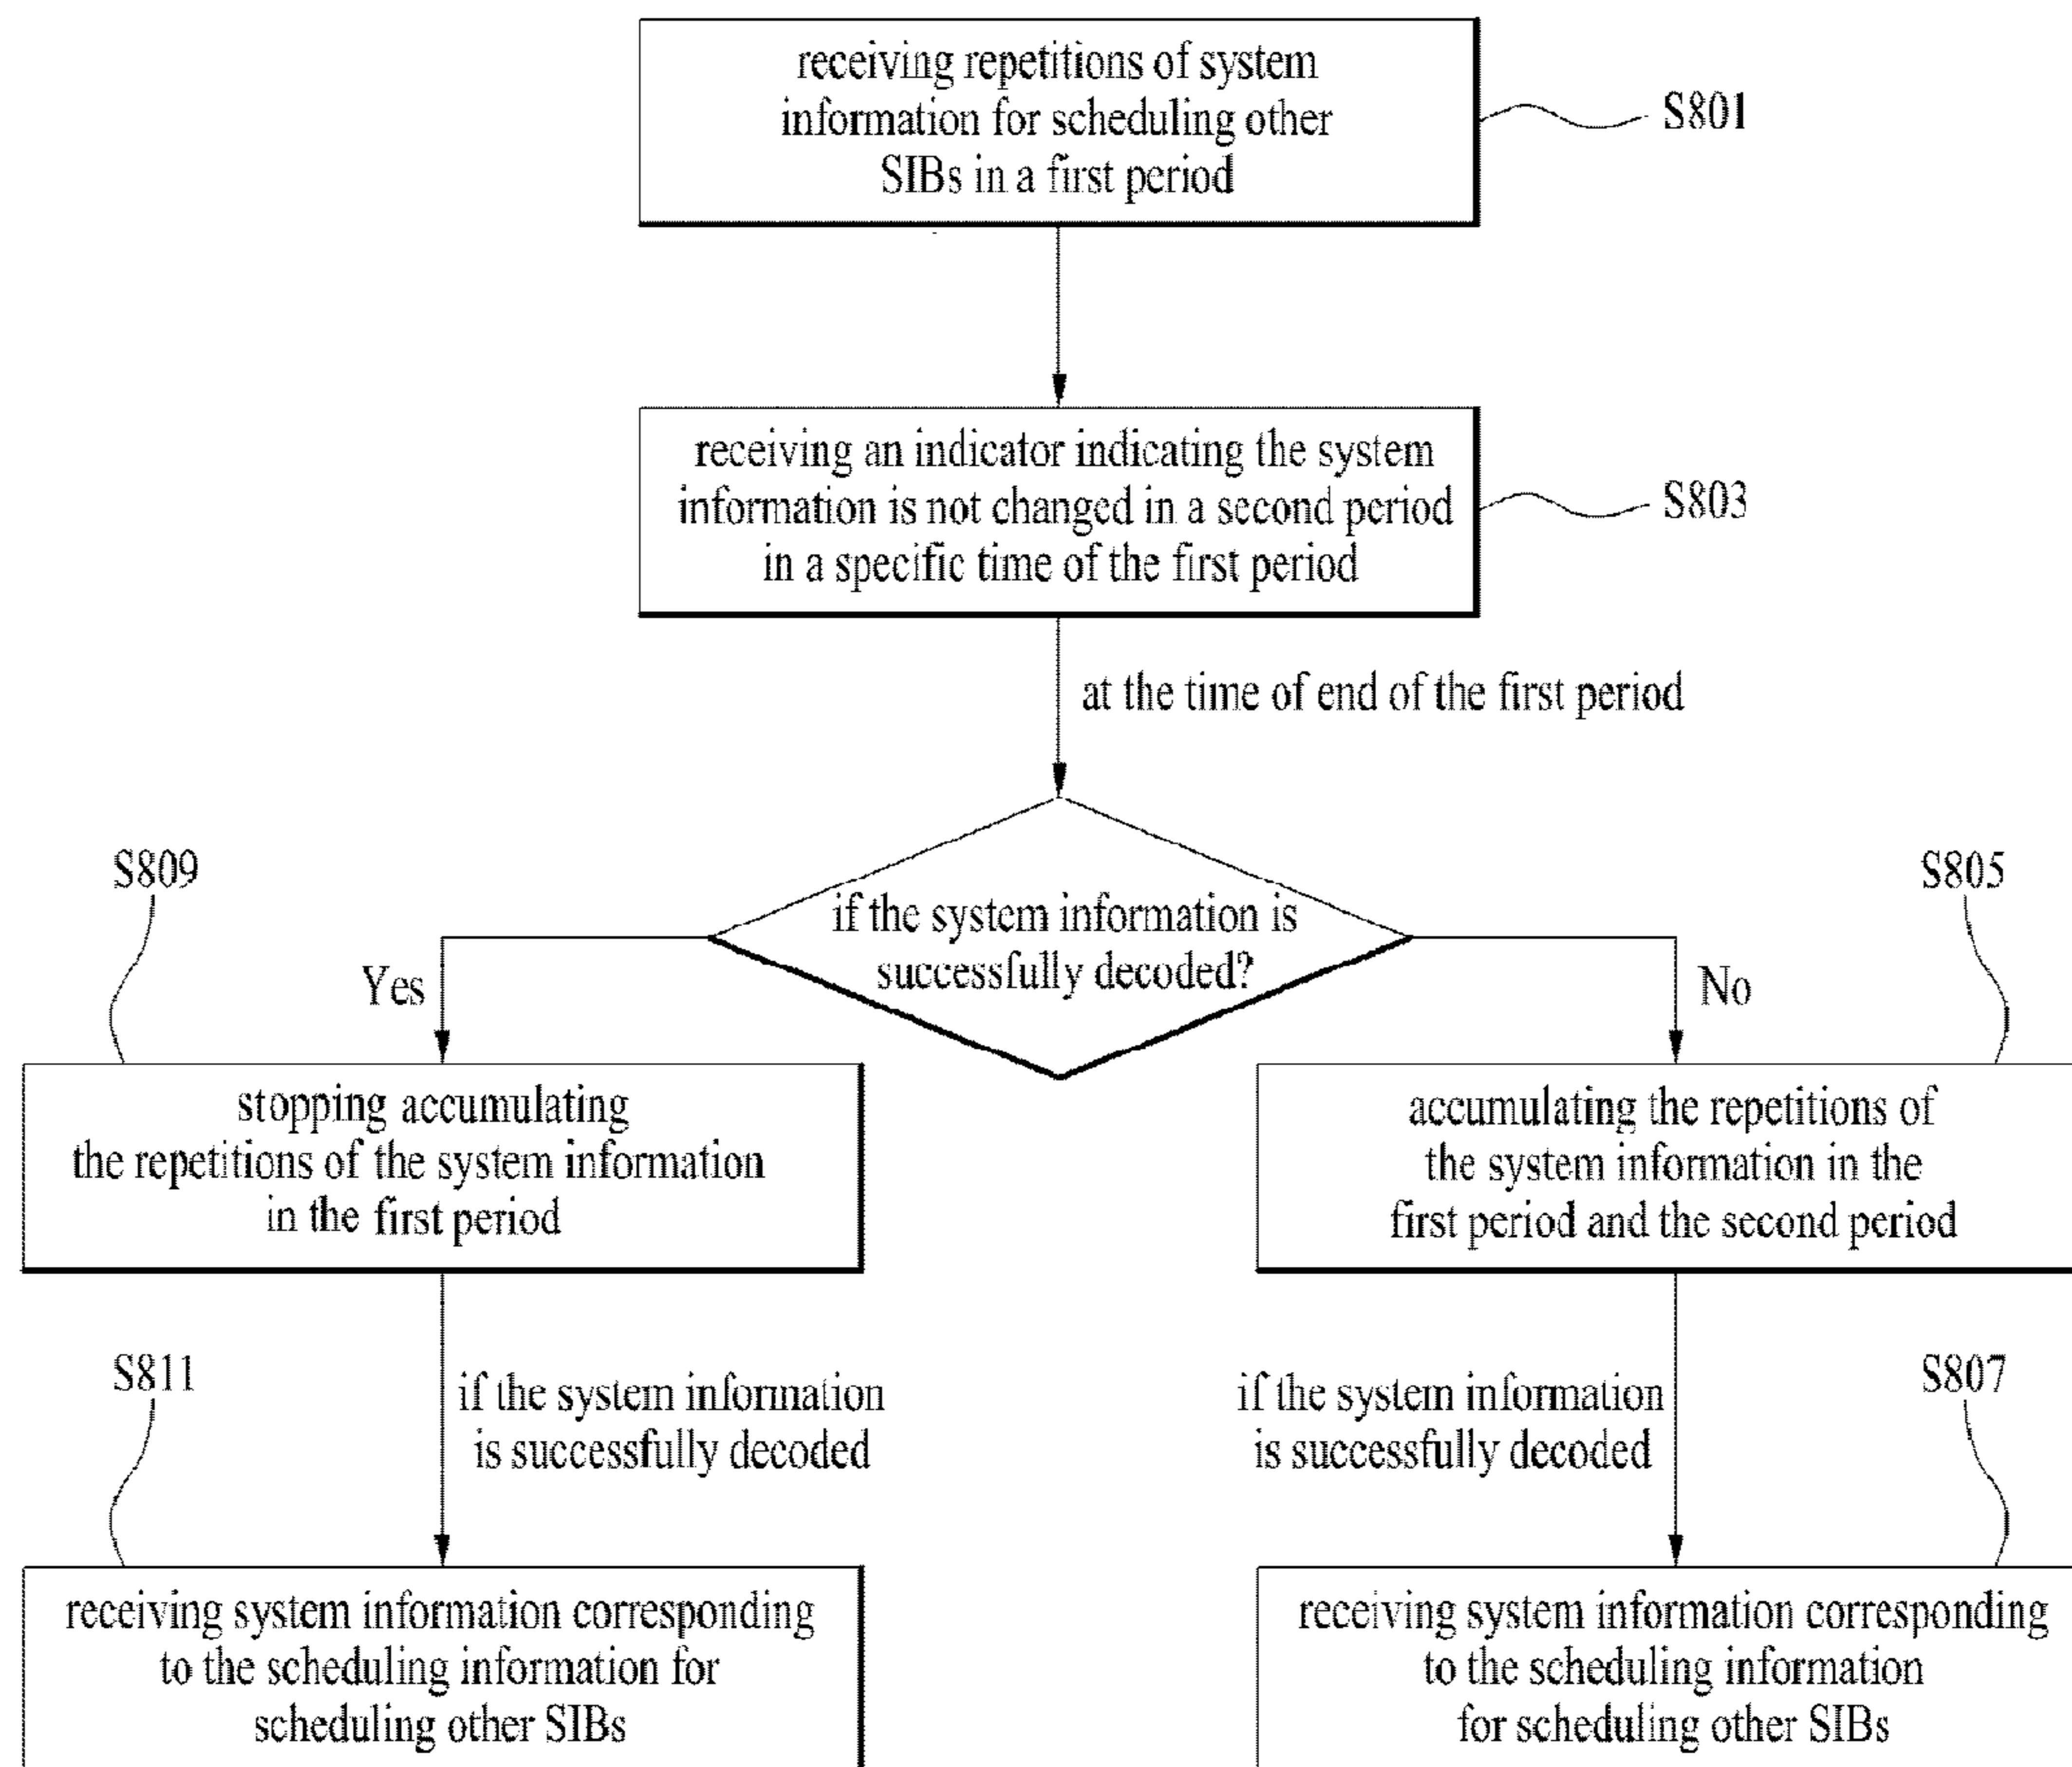 receiving repetitions of system
information for scheduling other
SIBs in a first period
S801
receiving an indicator indicating the system
information is not changed in a second period
in a specific time of the first period
S803
at the time of end of the first period
if the system information is
successfully decoded?
Yes
No
S809
stopping accumulating
the repetitions of the system information
in the first period
S805
accumulating the repetitions of
the system information in the
first period and the second period
if the system information
is successfully decoded
if the system information
is successfully decoded
S811
receiving system information corresponding
to the scheduling information for
scheduling other SIBs
S807
receiving system information corresponding
to the scheduling information
for scheduling other SIBs